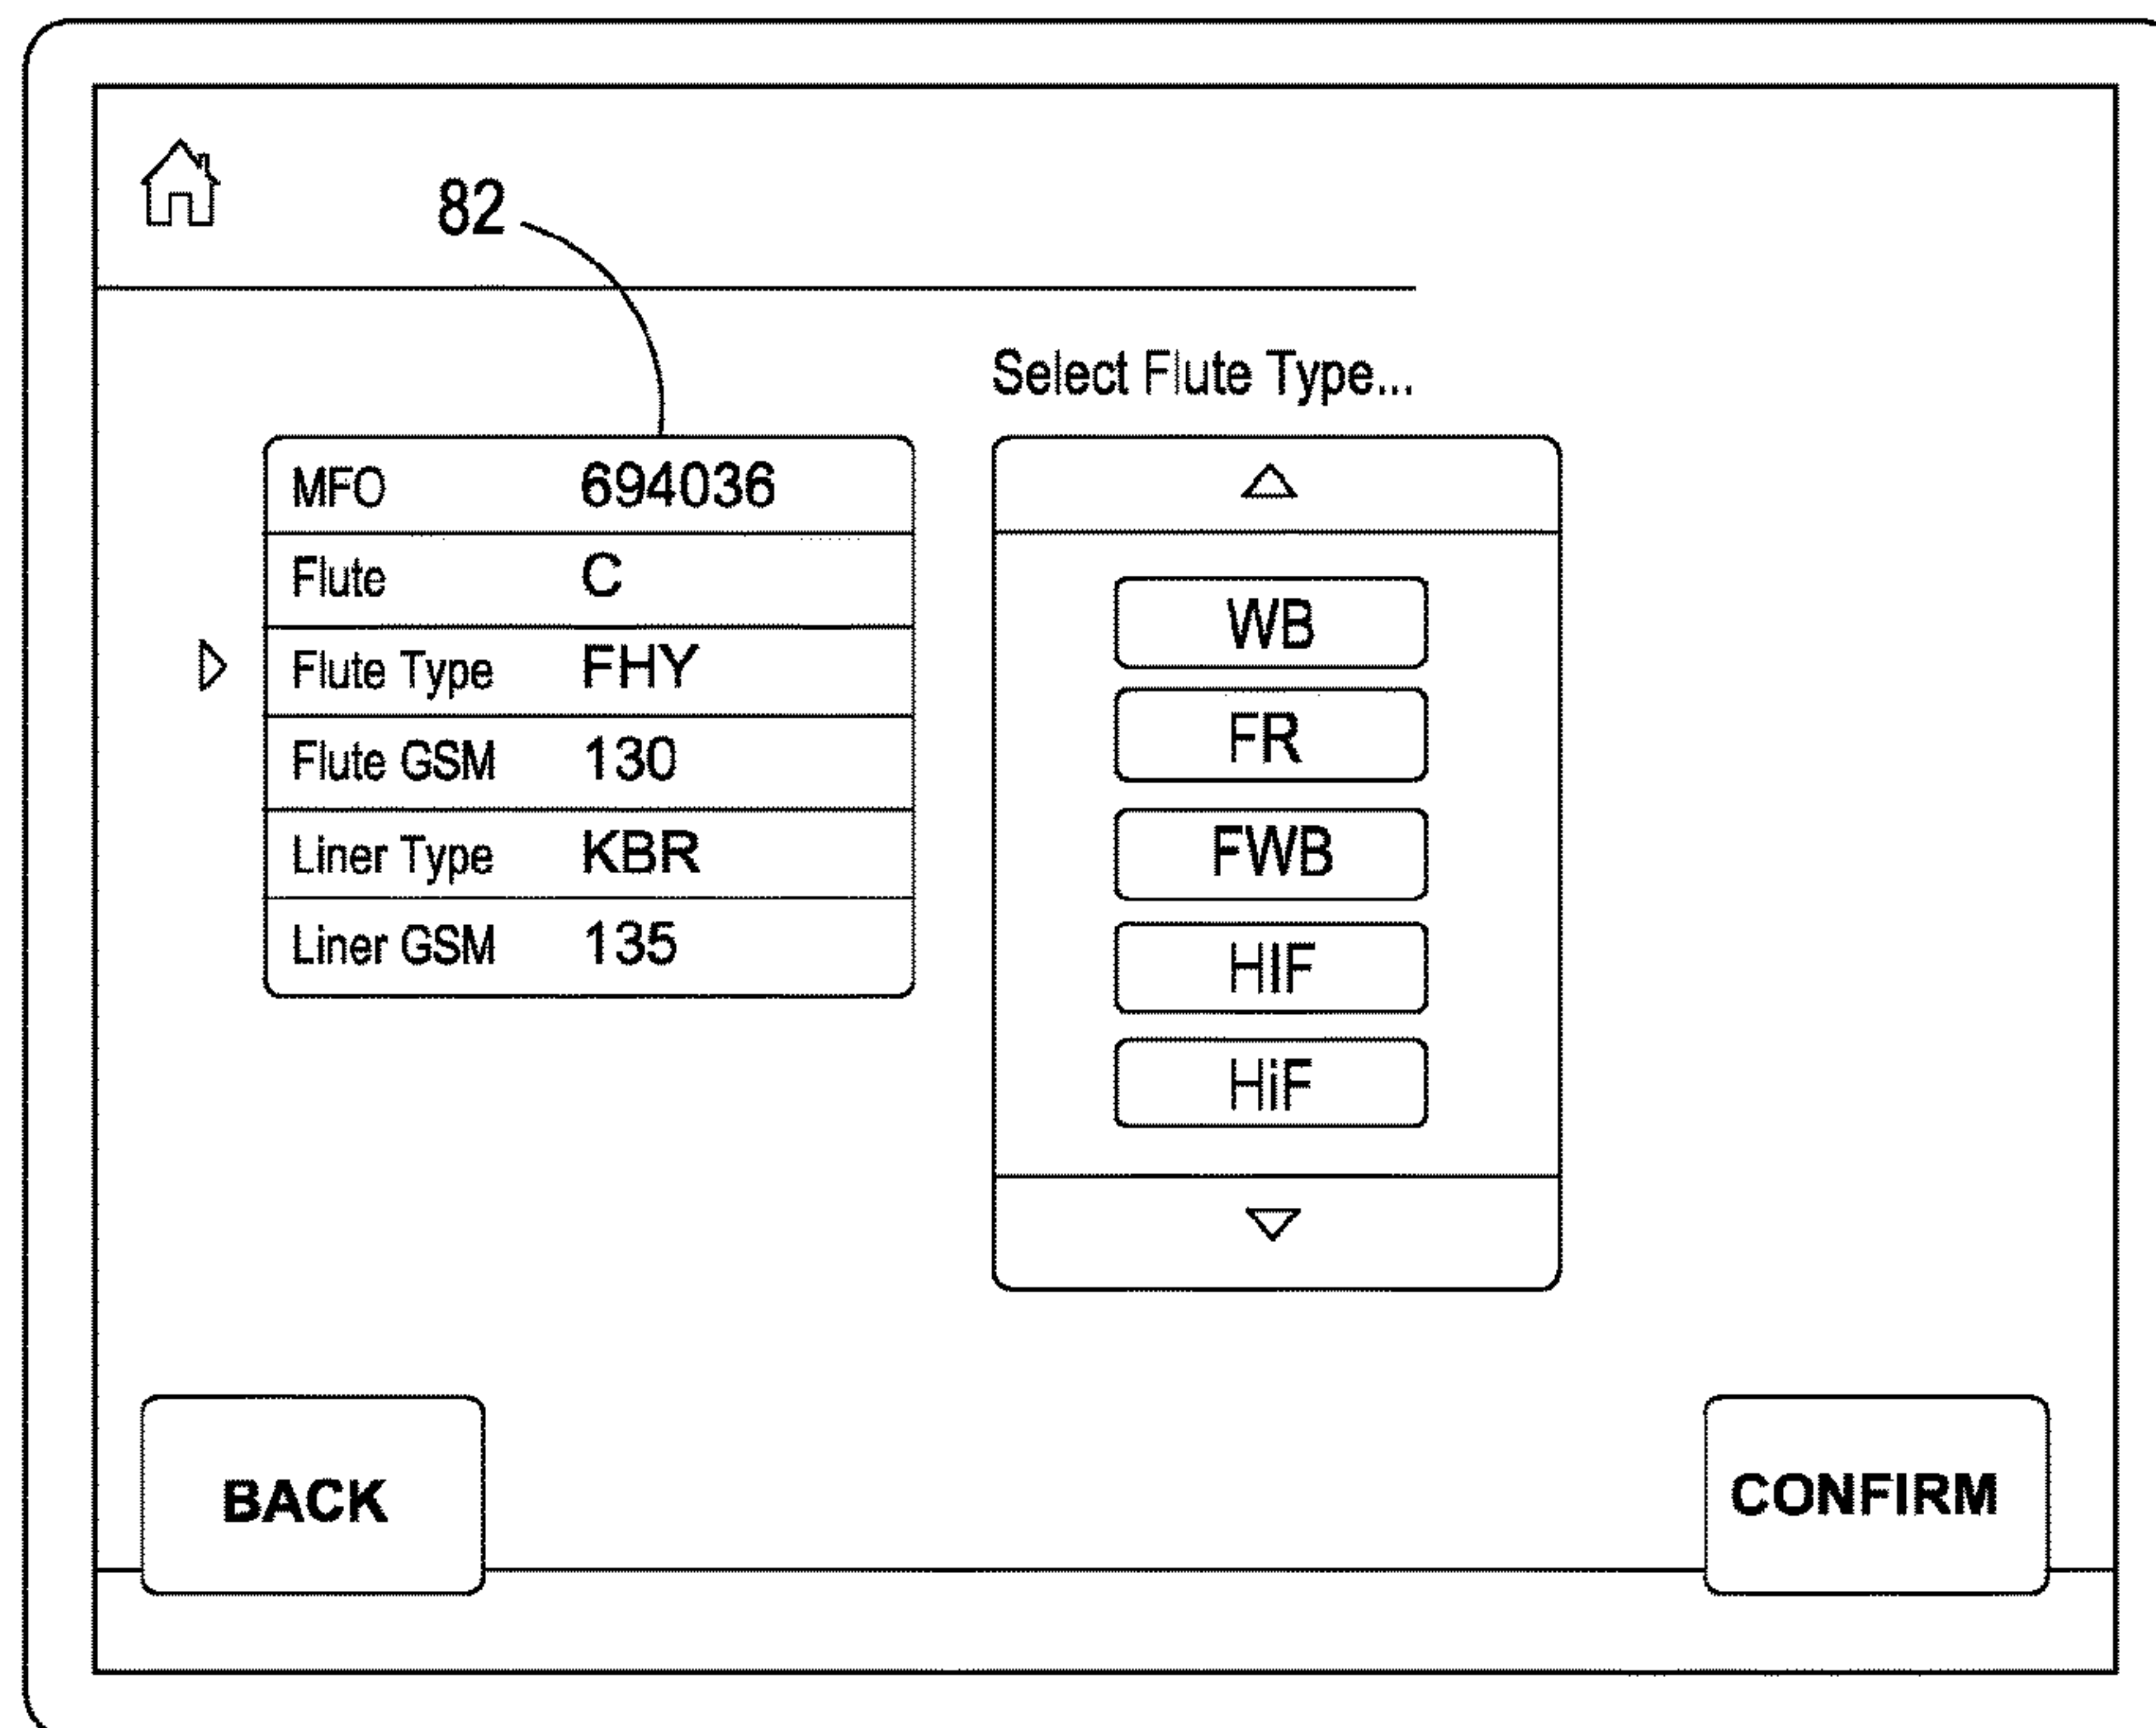 82
Select Flute Type...
MFO 694036
Flute C
Flute Type FHY
Flute GSM 130
Liner Type KBR
Liner GSM 135
WB
FR
FWB
HIF
HiF
BACK
CONFIRM